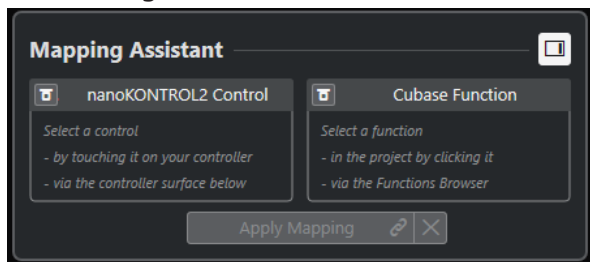 Mapping Assistant
nanoKONTROL2 Control
Select a control
- by touching it on your controller
- via the controller surface below
Cubase Function
Select a function
- in the project by clicking it
- via the Functions Browser
Apply Mapping